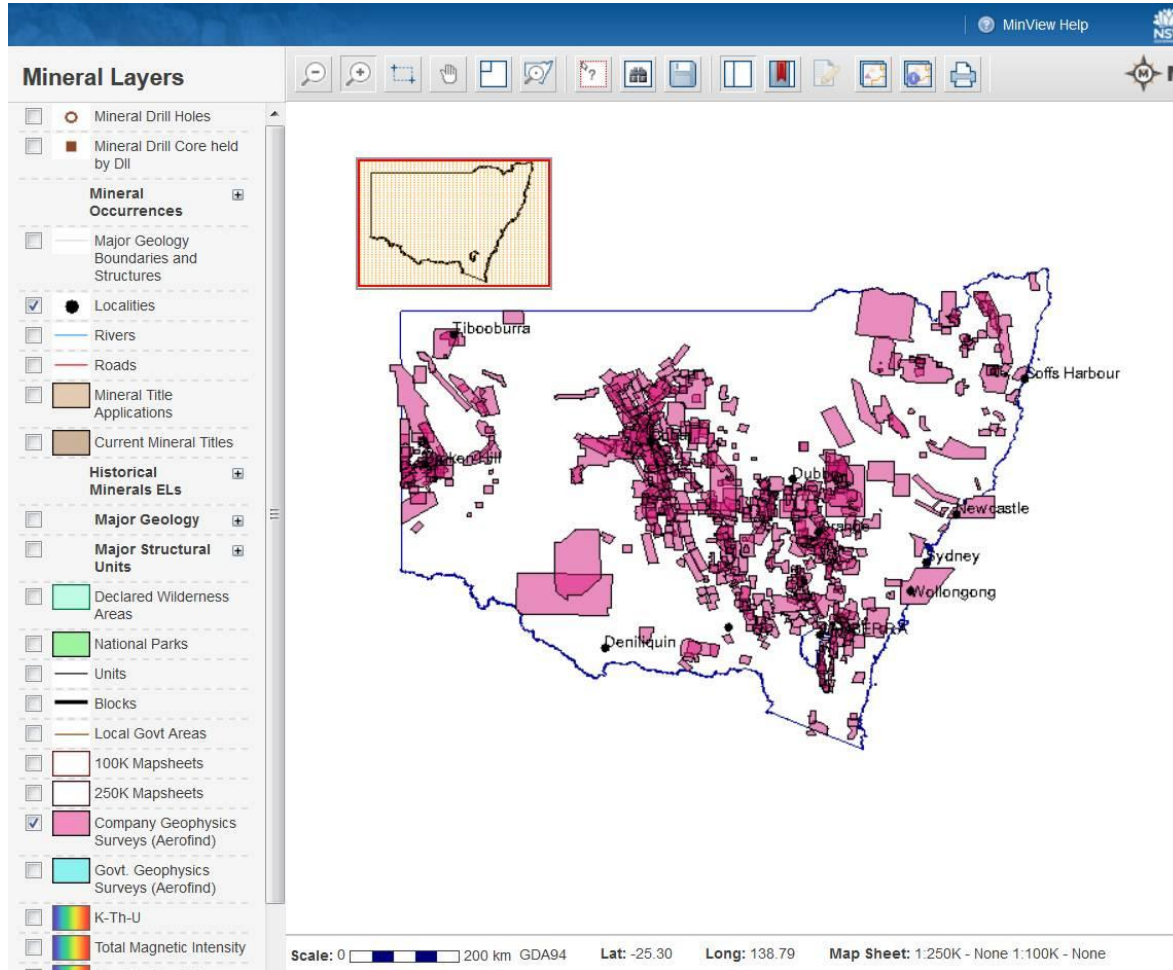 MinView Help
NS
Mineral Layers
M
Mineral Drill Holes
Mineral Drill Core held
by DII
Mineral
Occurrences
Major Geology
Boundaries and
Structures
Localities
Rivers
Roads
Mineral Title
Applications
Current Mineral Titles
Historical
Minerals ELs
Major Geology
Major Structural
Units
Declared Wilderness
Areas
National Parks
Units
Blocks
Local Govt Areas
100K Mapsheets
250K Mapsheets
Company Geophysics
Surveys (Aerofind)
Govt. Geophysics
Surveys (Aerofind)
K-Th-U
Total Magnetic Intensity
Tibooburra
Coffs Harbour
Broken Hill
Dubbo
Newcastle
Orange
Sydney
Wollongong
CANBERRA
Deniliquin
Scale: 0 200 km GDA94 Lat: -25.30 Long: 138.79 Map Sheet: 1:250K - None 1:100K - None